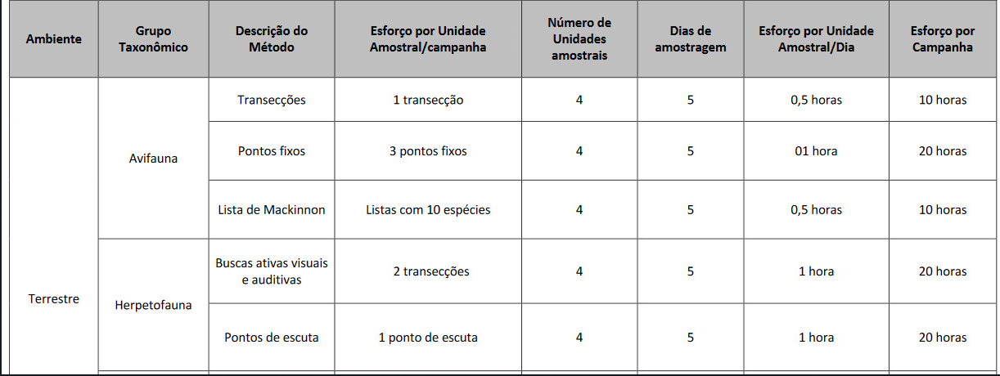 Ambiente
Grupo
Taxonômico
Descrição do
Método
Esforço por Unidade
Amostral/campanha
Número de
Unidades
amostrais
Dias de
amostragem
Esforço por Unidade
Amostral/Dia
Esforço por
Campanha
Terrestre
Avifauna
Transecções
1 transecção
4
5
0,5 horas
10 horas
Pontos fixos
3 pontos fixos
4
5
01 hora
20 horas
Lista de Mackinnon
Listas com 10 espécies
4
5
0,5 horas
10 horas
Herpetofauna
Buscas ativas visuais
e auditivas
2 transecções
4
5
1 hora
20 horas
Pontos de escuta
1 ponto de escuta
4
5
1 hora
20 horas